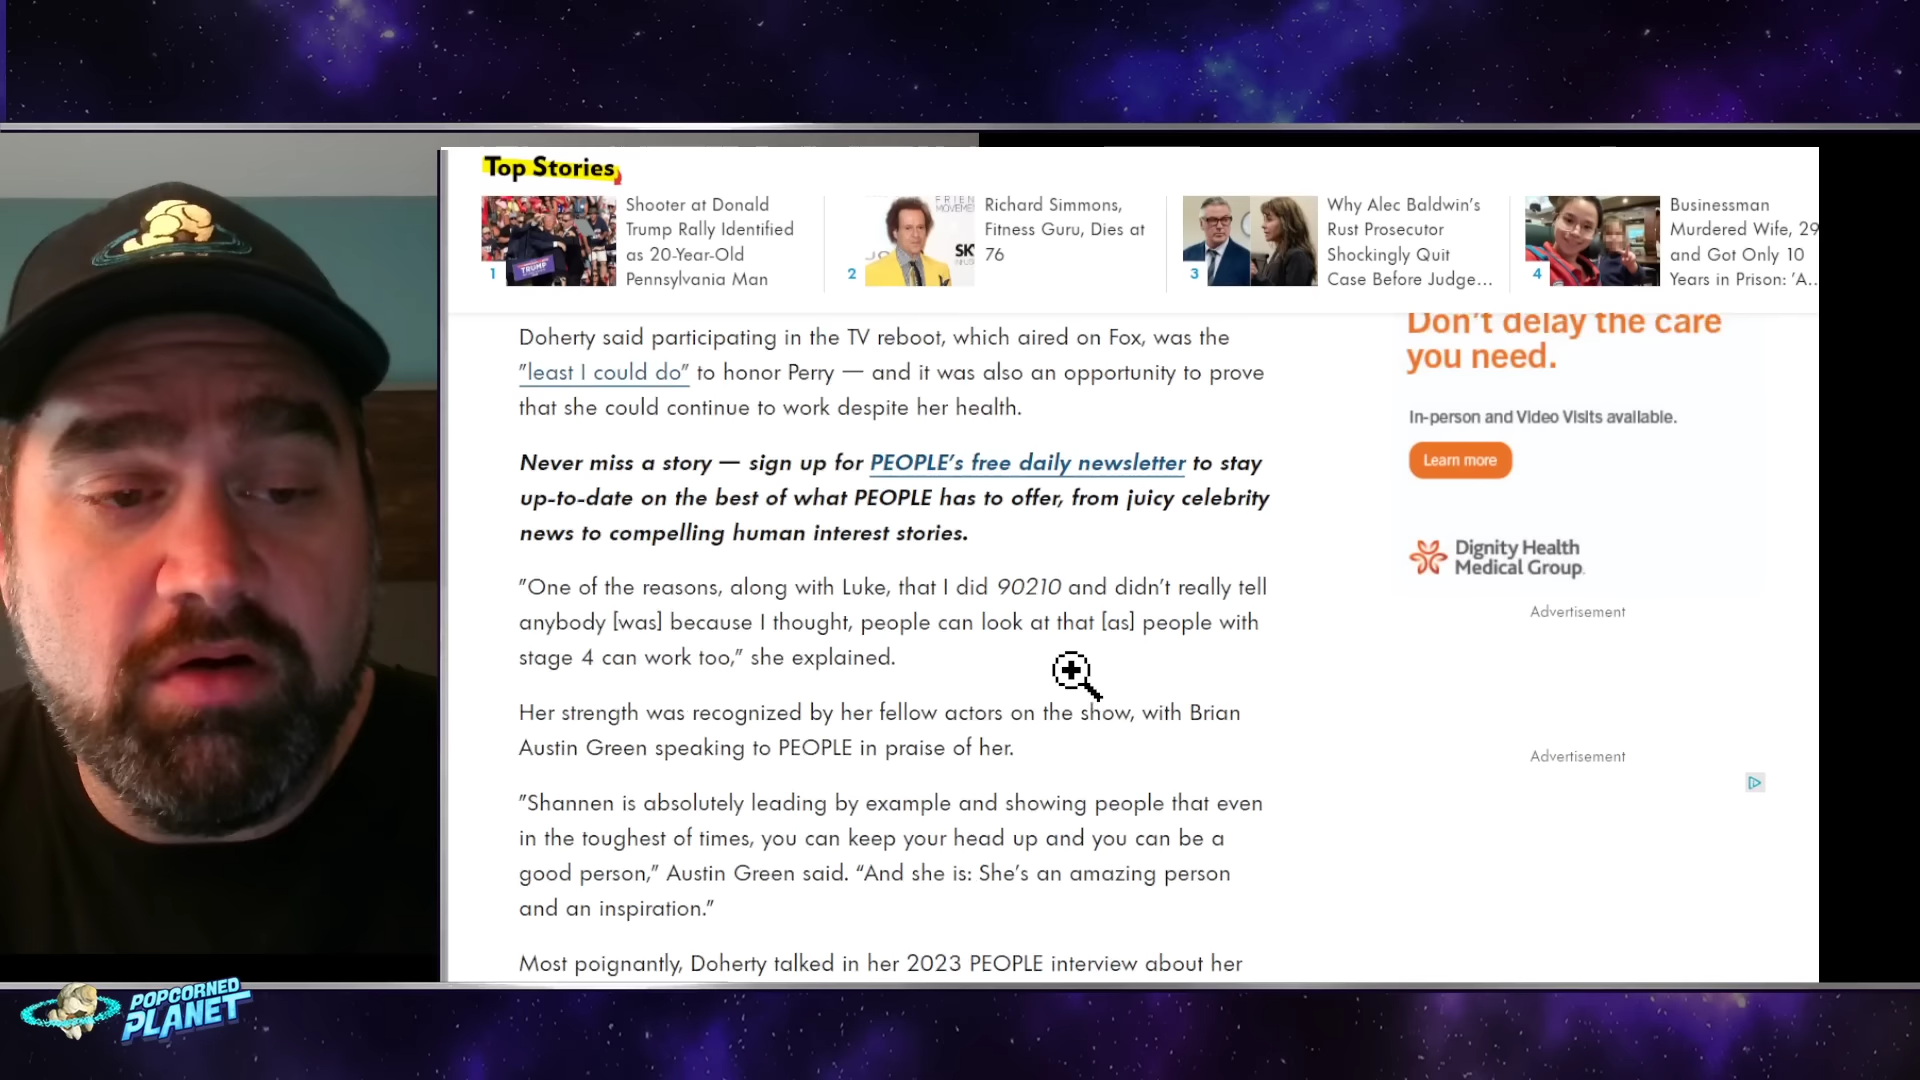 Top Stories
Shooter at Donald
Trump Rally Identified
as 20-Year-Old
Pennsylvania Man
1
TRUMP
Richard Simmons,
Fitness Guru, Dies at
76
2
FRIEN
MOVEME
SK
Why Alec Baldwin's
Rust Prosecutor
Shockingly Quit
Case Before Judge...
3
Businessman
Murdered Wife, 29
and Got Only 10
Years in Prison: 'A..
4
Doherty said participating in the TV reboot, which aired on Fox, was the
"least I could do" to honor Perry — and it was also an opportunity to prove
that she could continue to work despite her health.
Never miss a story — sign up for PEOPLE's free daily newsletter to stay
up-to-date on the best of what PEOPLE has to offer, from juicy celebrity
news to compelling human interest stories.
"One of the reasons, along with Luke, that I did 90210 and didn't really tell
anybody [was] because I thought, people can look at that [as] people with
stage 4 can work too," she explained.
Her strength was recognized by her fellow actors on the show, with Brian
Austin Green speaking to PEOPLE in praise of her.
"Shannen is absolutely leading by example and showing people that even
in the toughest of times, you can keep your head up and you can be a
good person," Austin Green said. "And she is: She's an amazing person
and an inspiration."
Most poignantly, Doherty talked in her 2023 PEOPLE interview about her
Don't delay the care
you need.
In-person and Video Visits available.
Learn more
Dignity Health
Medical Group.
Advertisement
Advertisement
POPCORNED
PLANET